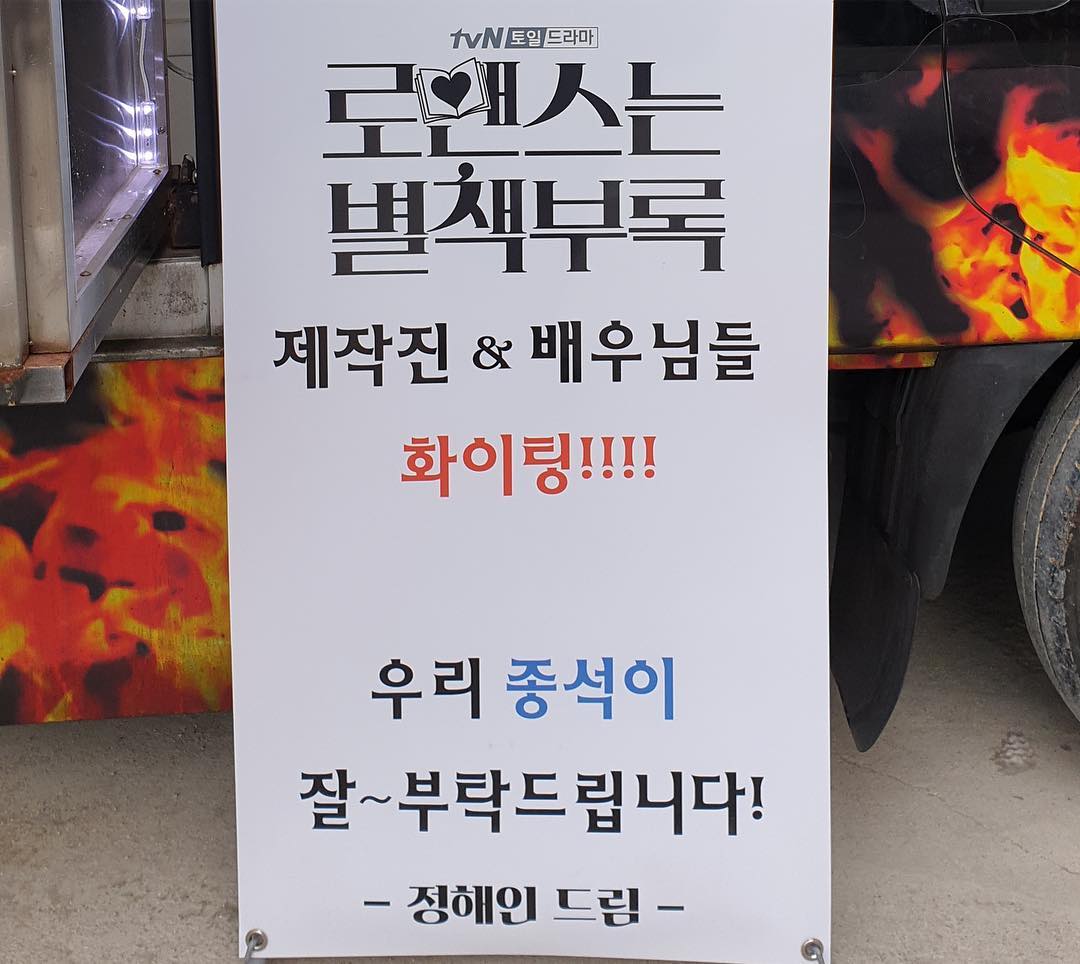 tvN 토일드라마
로맨스는
별책부록
제작진 & 배우님들
화이팅!!!!
우리 종석이
잘~부탁드립니다!
- 정해인 드림 -